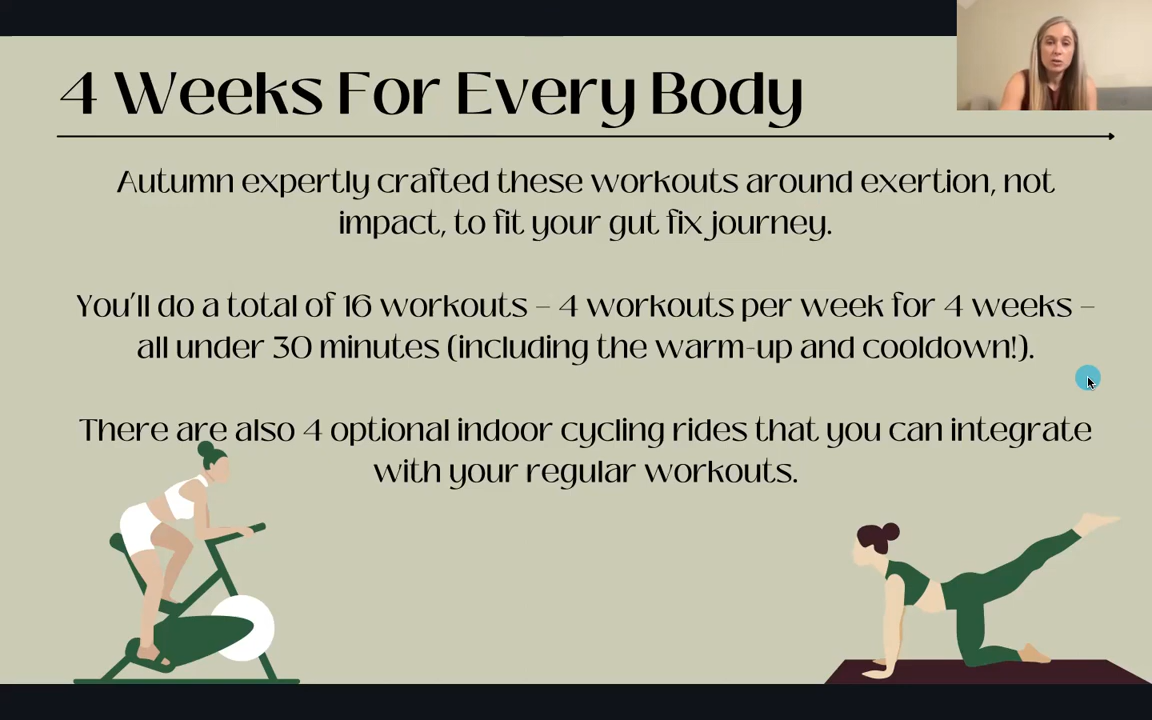 4 Weeks For Every Body
Autumn expertly crafted these workouts around exertion, not
impact, to fit your gut fix journey.
You'll do a total of 16 workouts – 4 workouts per week for 4 weeks –
all under 30 minutes (including the warm-up and cooldown!).
There are also 4 optional indoor cycling rides that you can integrate
with your regular workouts.